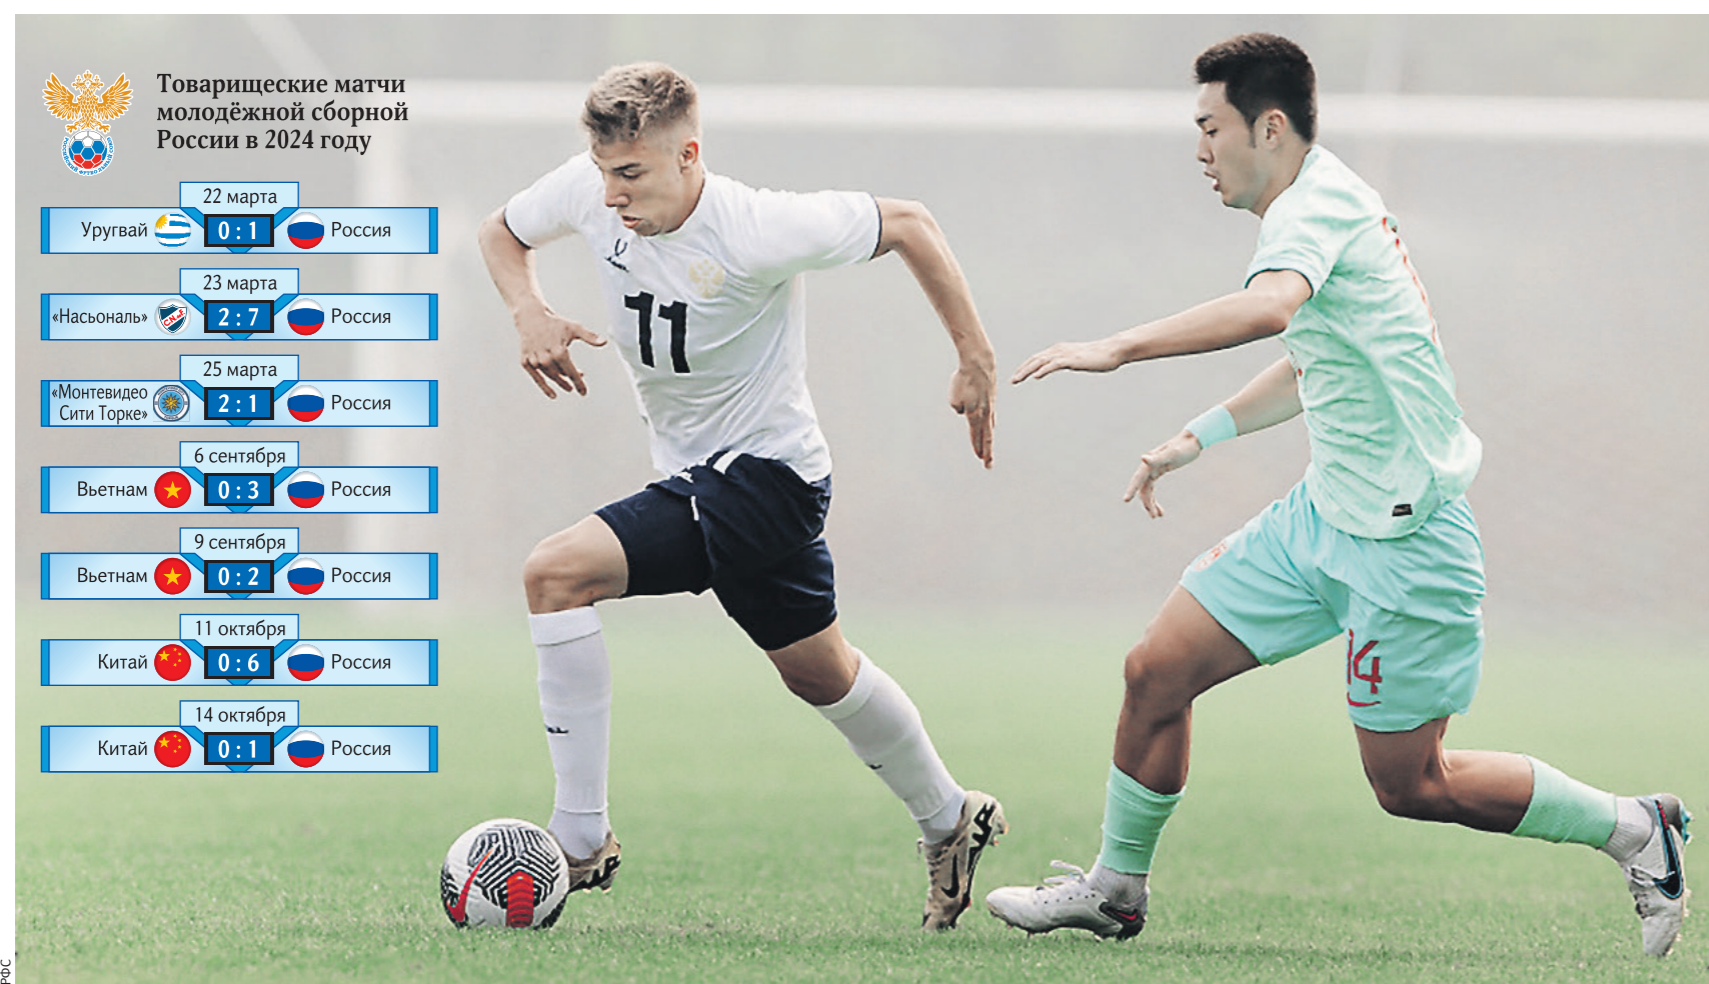 Товарищеские матчи
молодёжной сборной
России в 2024 году
22 марта
Уругвай 0 : 1 Россия
23 марта
«Насьональ» C.N. de F. 2 : 7 Россия
25 марта
«Монтевидео
Сити Торке» 2 : 1 Россия
6 сентября
Вьетнам 0 : 3 Россия
9 сентября
Вьетнам 0 : 2 Россия
11 октября
Китай 0 : 6 Россия
14 октября
Китай 0 : 1 Россия
11
14
РФС